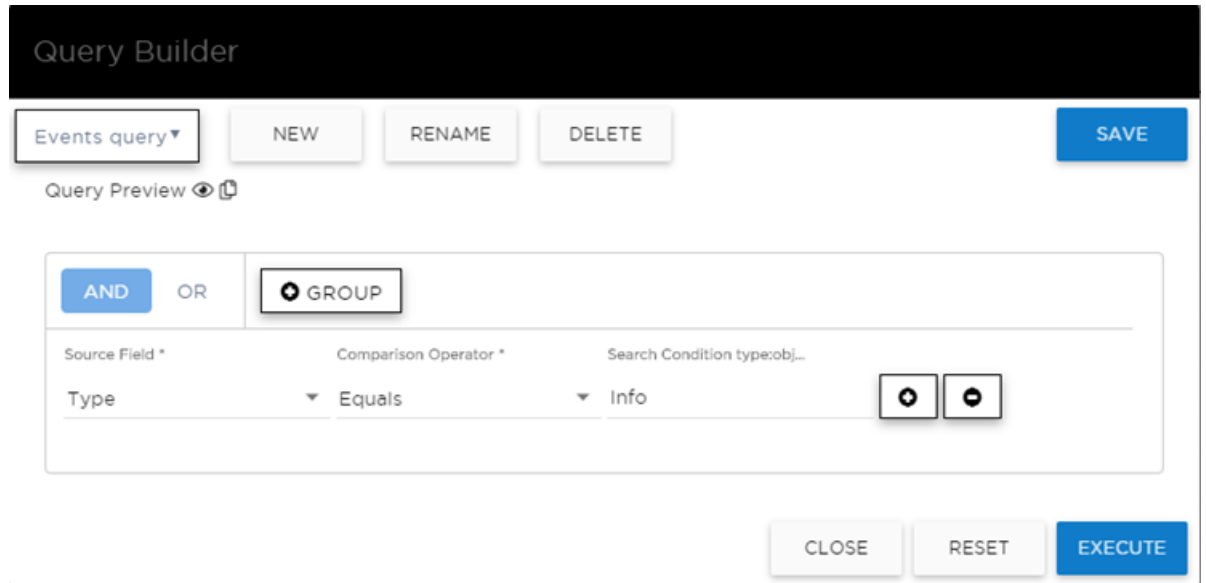 Query Builder
Events query NEW RENAME DELETE SAVE
Query Preview
AND OR GROUP
Source Field * Comparison Operator * Search Condition type:obj...
Type Equals Info
CLOSE RESET EXECUTE